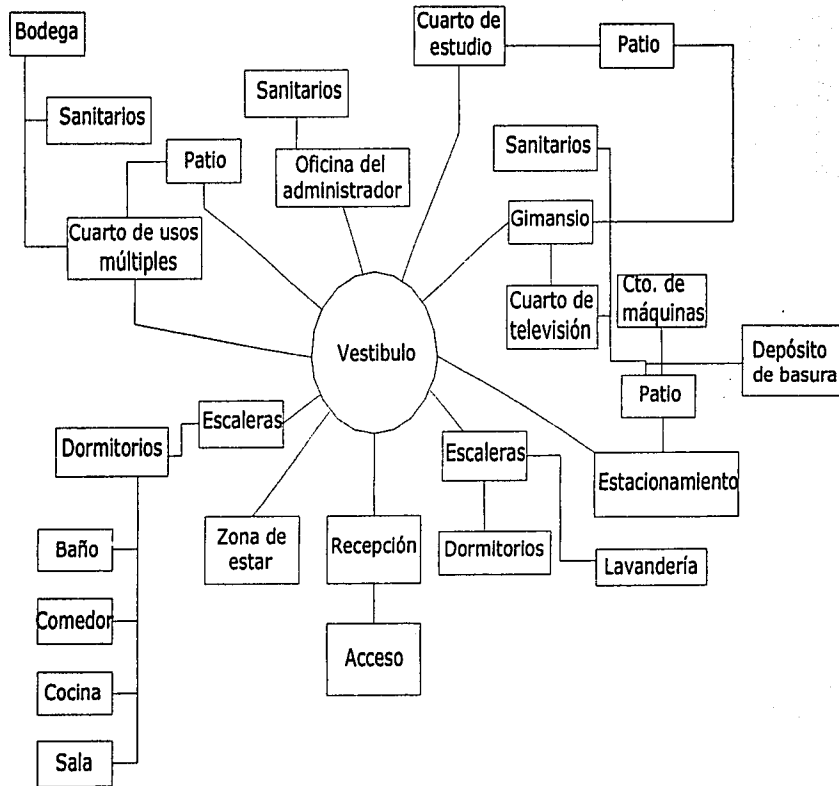 Bodega
Cuarto de
estudio
Patio
Sanitarios
Sanitarios
Sanitarios
Patio
Oficina del
administrador
Gimansio
Cuarto de usos
múltiples
Cto. de
máquinas
Cuarto de
televisión
Vestibulo
Depósito
de basura
Patio
Escaleras
Dormitorios
Escaleras
Estacionamiento
Zona de
estar
Recepción
Dormitorios
Baño
Lavandería
Comedor
Acceso
Cocina
Sala